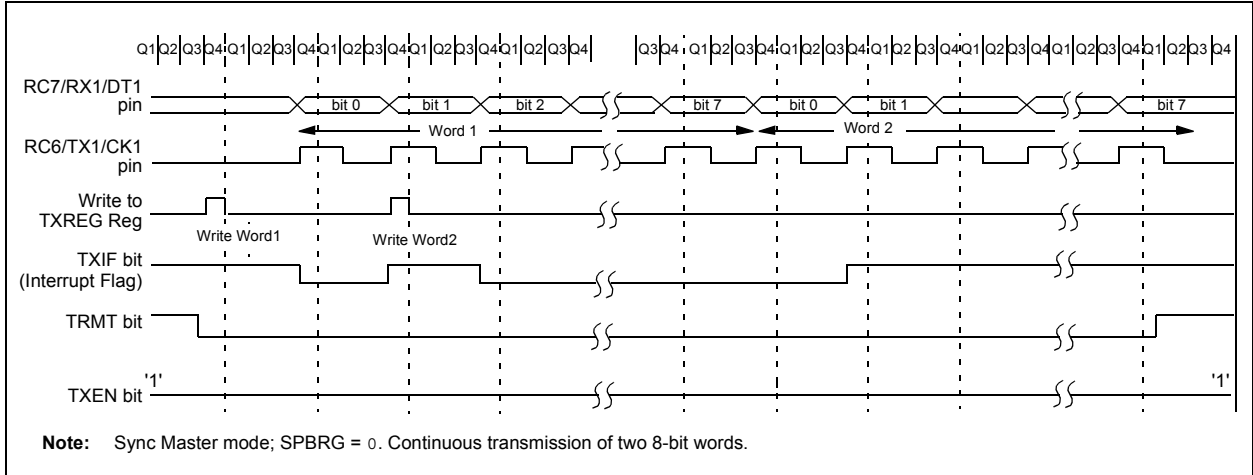 Q1 Q2 Q3 Q4 Q1 Q2 Q3 Q4 Q1 Q2 Q3 Q4 Q1 Q2 Q3 Q4 Q1 Q2 Q3 Q4 Q3 Q4 Q1 Q2 Q3 Q4 Q1 Q2 Q3 Q4 Q1 Q2 Q3 Q4 Q1 Q2 Q3 Q4 Q1 Q2 Q3 Q4 Q1 Q2 Q3 Q4
RC7/RX1/DT1
pin
bit 0 bit 1 bit 2 bit 7 bit 0 bit 1 bit 7
Word 1 Word 2
RC6/TX1/CK1
pin
Write to
TXREG Reg
Write Word1 Write Word2
TXIF bit
(Interrupt Flag)
TRMT bit
'1' '1'
TXEN bit
Note: Sync Master mode; SPBRG = 0. Continuous transmission of two 8-bit words.